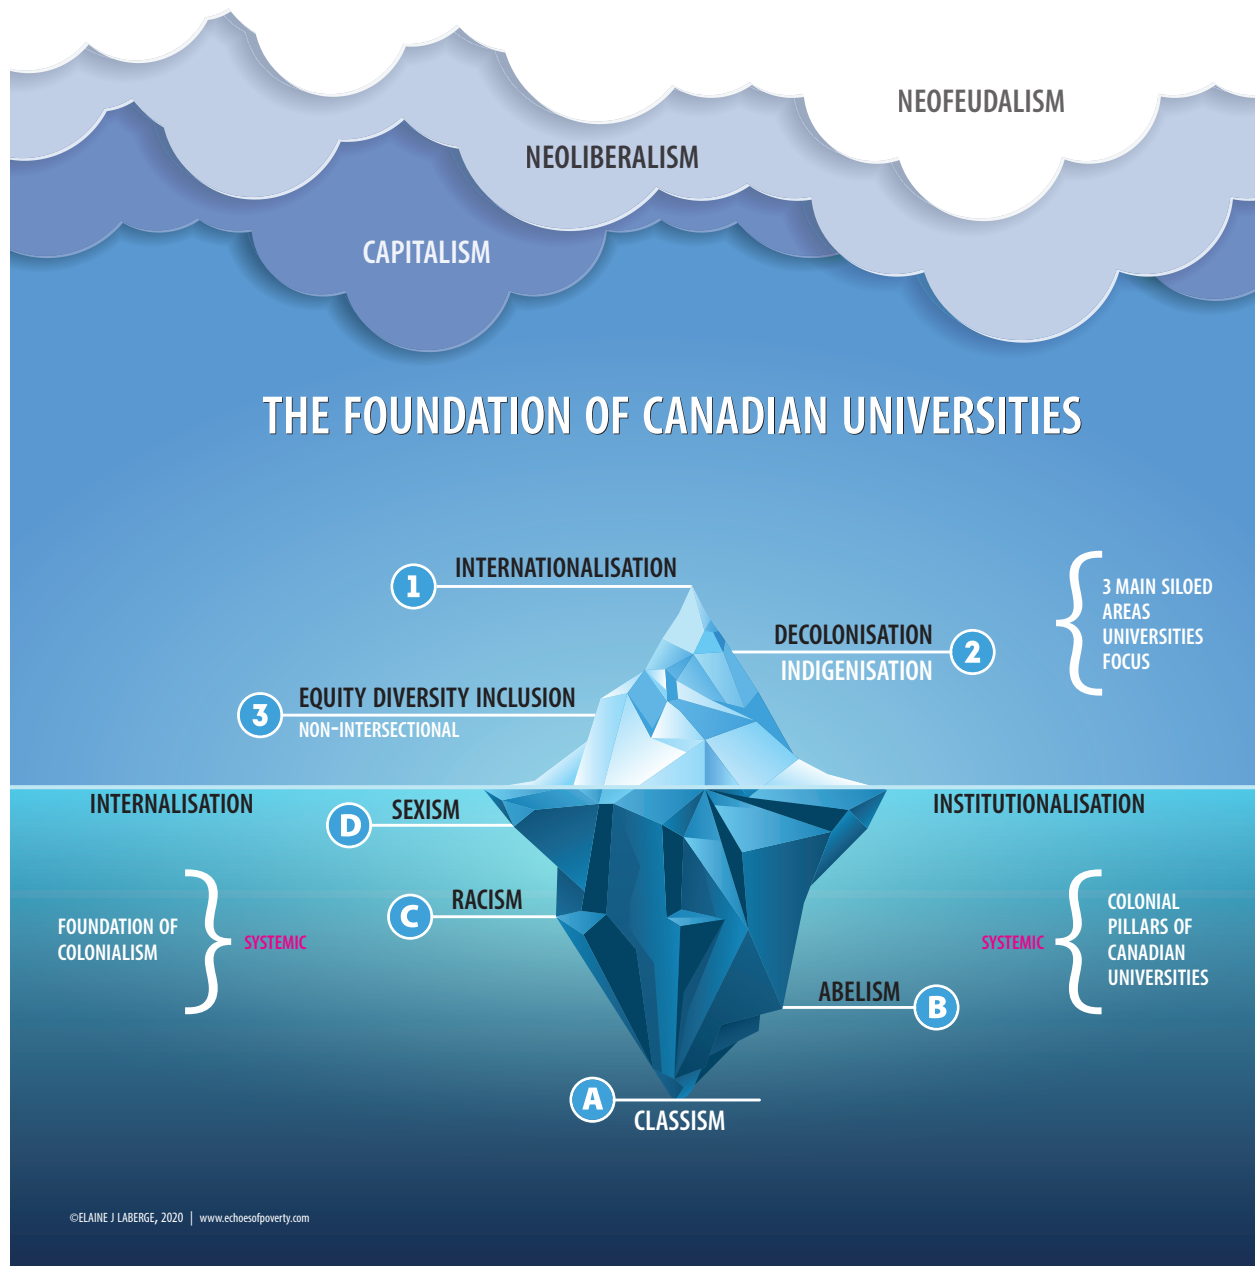 NEOFEUDALISM
NEOLIBERALISM
CAPITALISM
THE FOUNDATION OF CANADIAN UNIVERSITIES
1
INTERNATIONALISATION
3 MAIN SILOED
AREAS
UNIVERSITIES
FOCUS
DECOLONISATION
INDIGENISATION
2
3
EQUITY DIVERSITY INCLUSION
NON-INTERSECTIONAL
INTERNALISATION
INSTITUTIONALISATION
D
SEXISM
C
RACISM
FOUNDATION OF
COLONIALISM
SYSTEMIC
SYSTEMIC
COLONIAL
PILLARS OF
CANADIAN
UNIVERSITIES
ABELISM
B
A
CLASSISM
©ELAINE J LABERGE, 2020 | www.echoesofpoverty.com